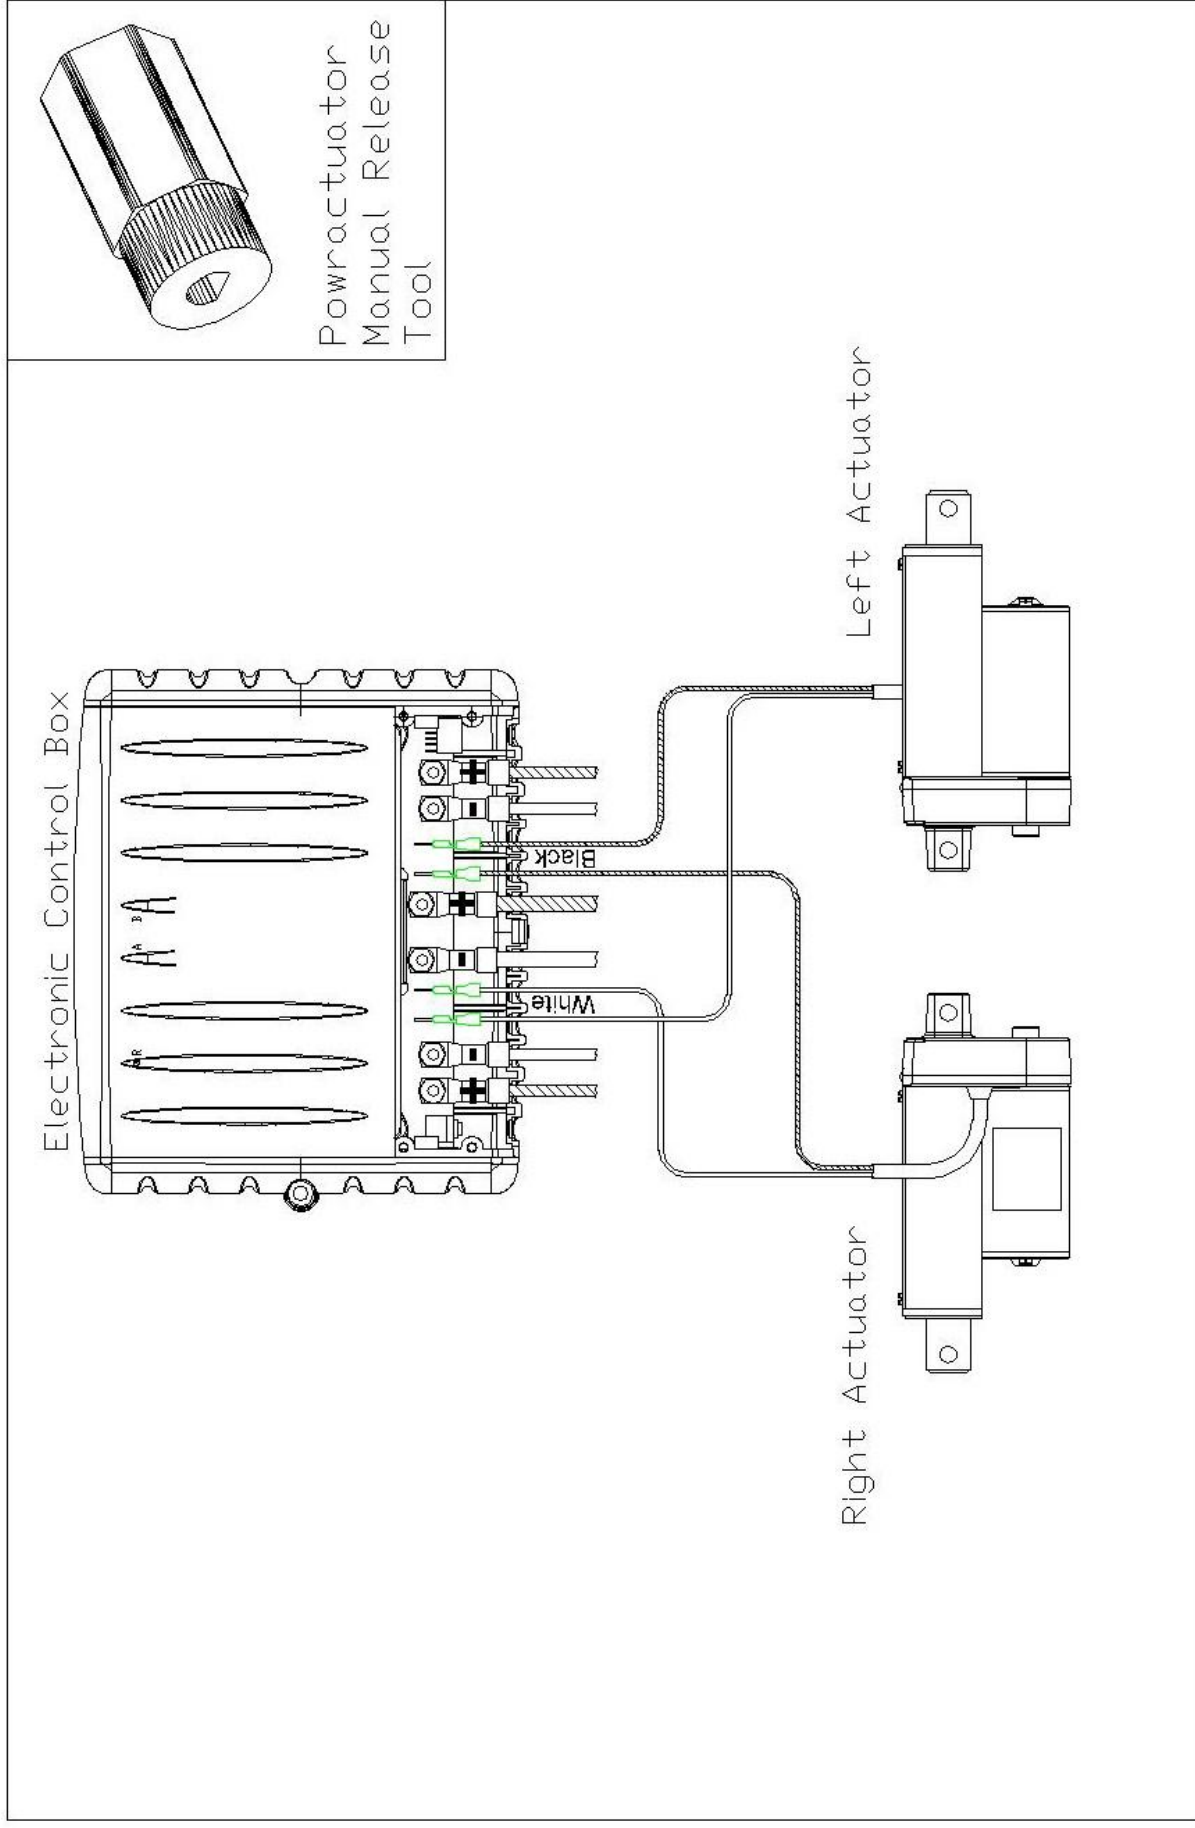 Powractuator
Manual Release
Tool
Electronic Control Box
B
A
Black
White
Left Actuator
Right Actuator